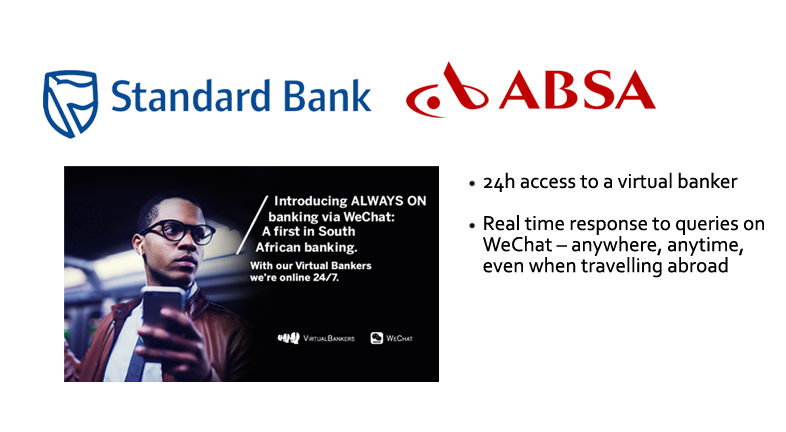 Standard Bank
ABSA
Introducing ALWAYS ON
banking via WeChat:
A first in South
African banking.
With our Virtual Bankers
we're online 24/7.
VIRTUALBANKERS
WECHAT
• 24h access to a virtual banker
• Real time response to queries on
WeChat – anywhere, anytime,
even when travelling abroad